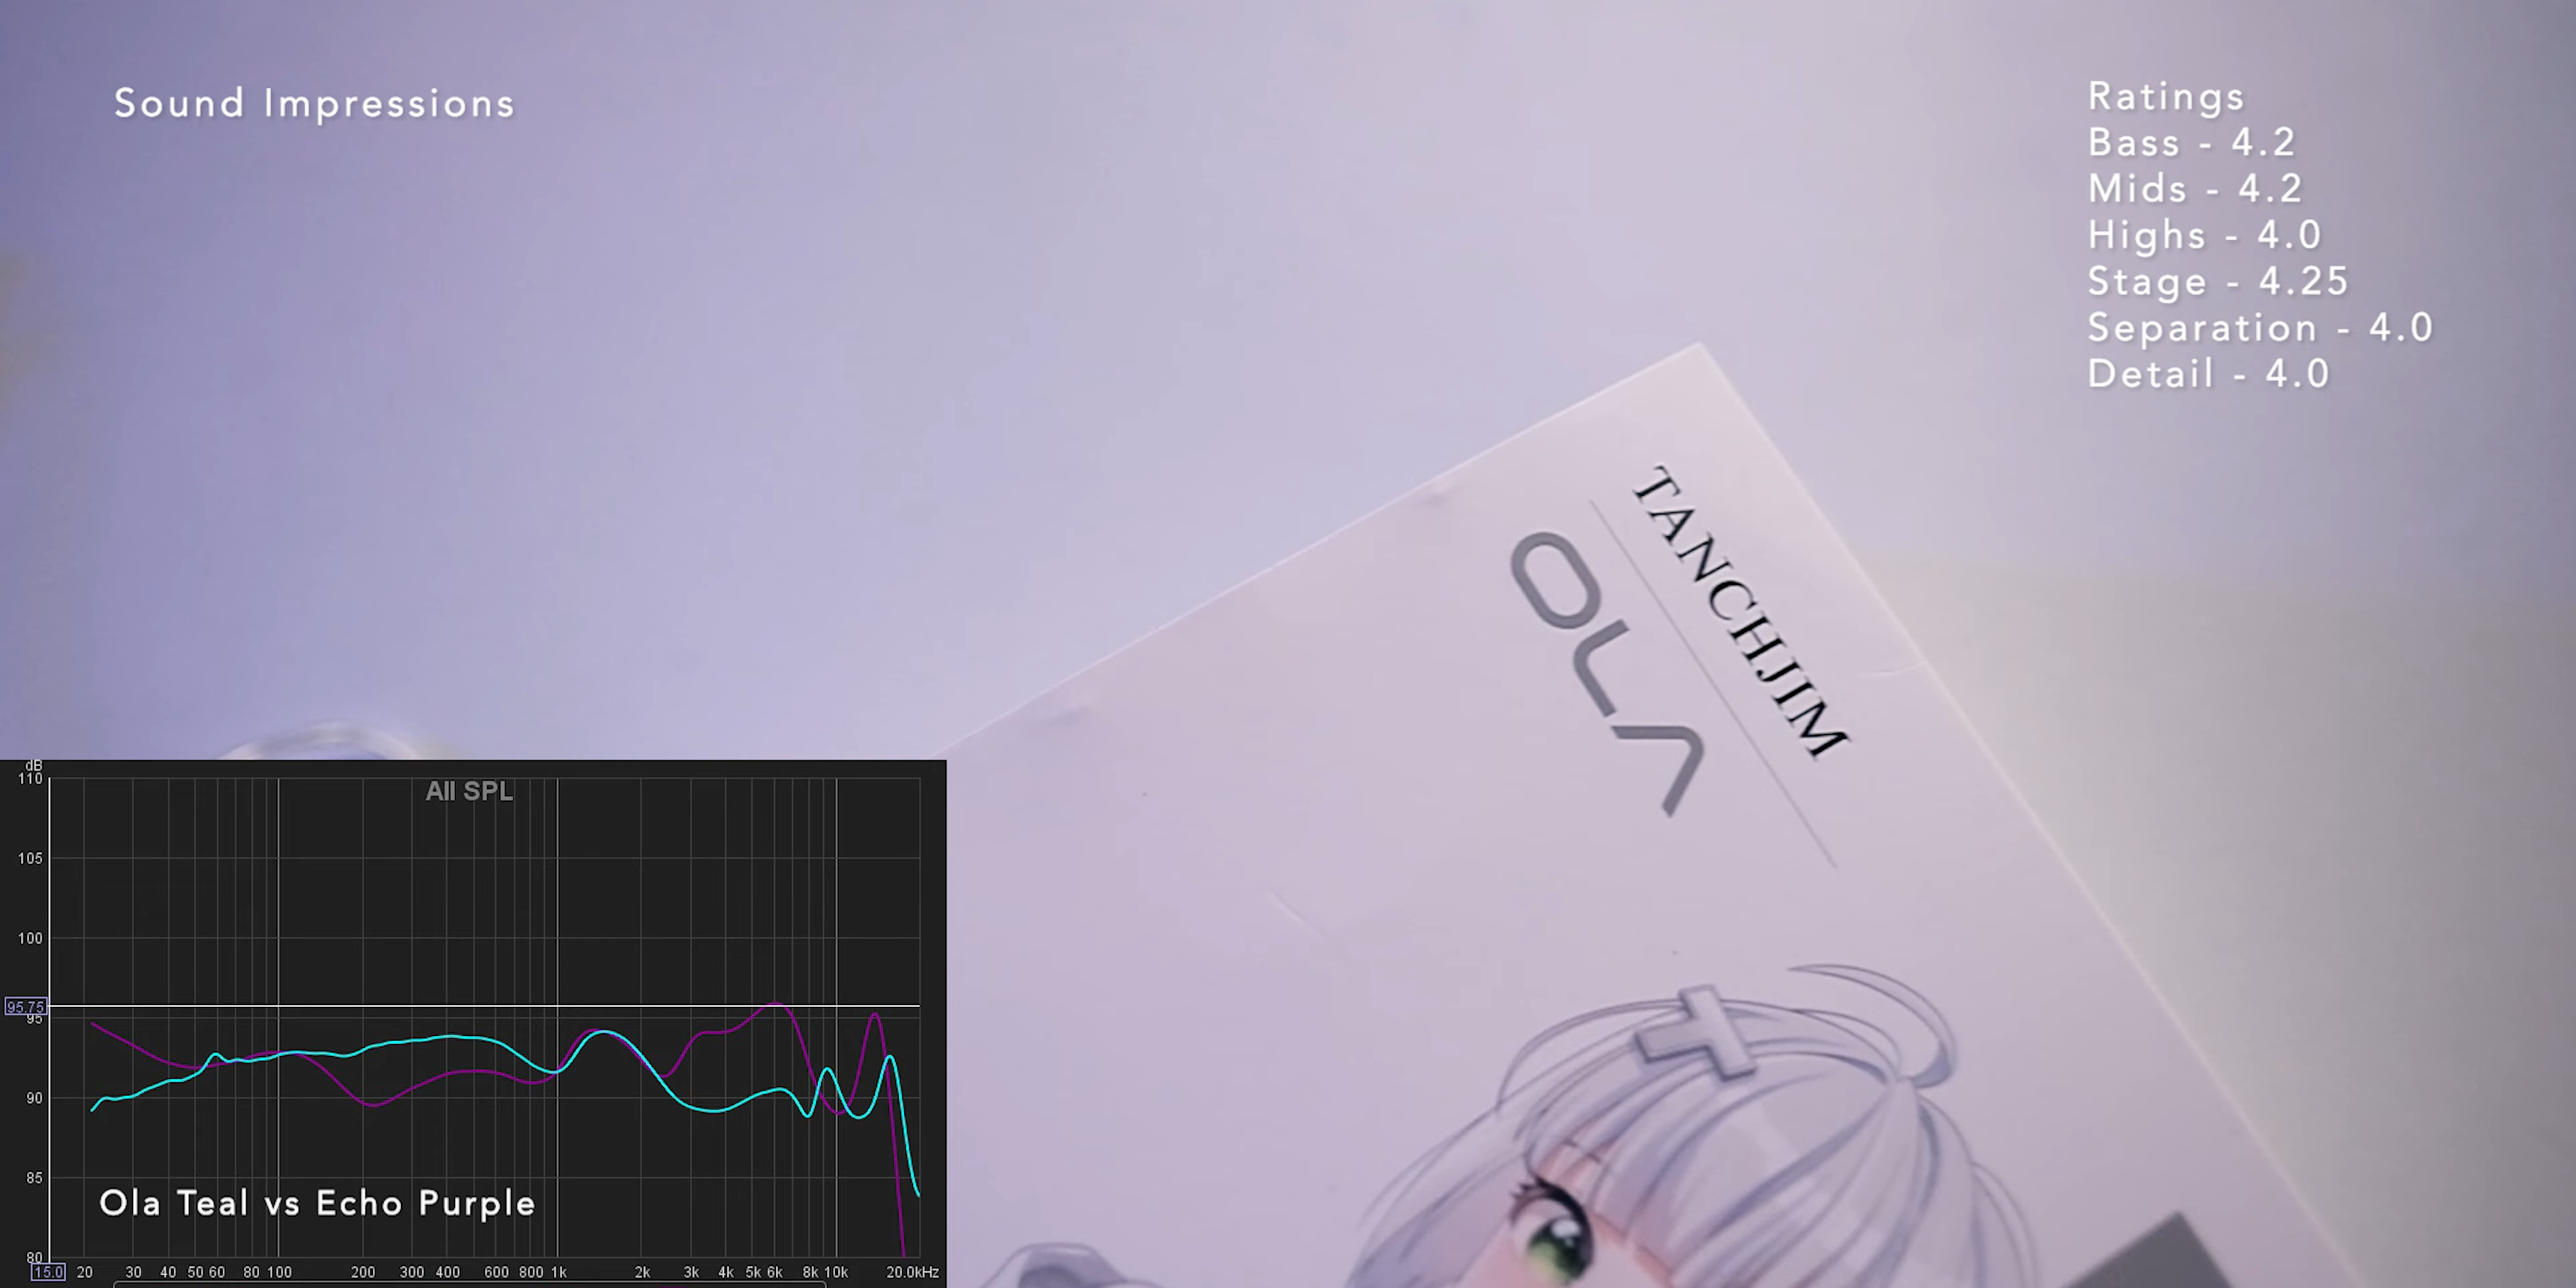 Sound Impressions
Ratings
Bass - 4.2
Mids - 4.2
Highs - 4.0
Stage - 4.25
Separation - 4.0
Detail - 4.0
TANCHJIM
OLA
dB
All SPL
110
105
100
95.75
95
90
85
80
Ola Teal vs Echo Purple
15.0 20 30 40 50 60 80 100 200 300 400 600 800 1k 2k 3k 4k 5k 6k 8k 10k 20.0kHz